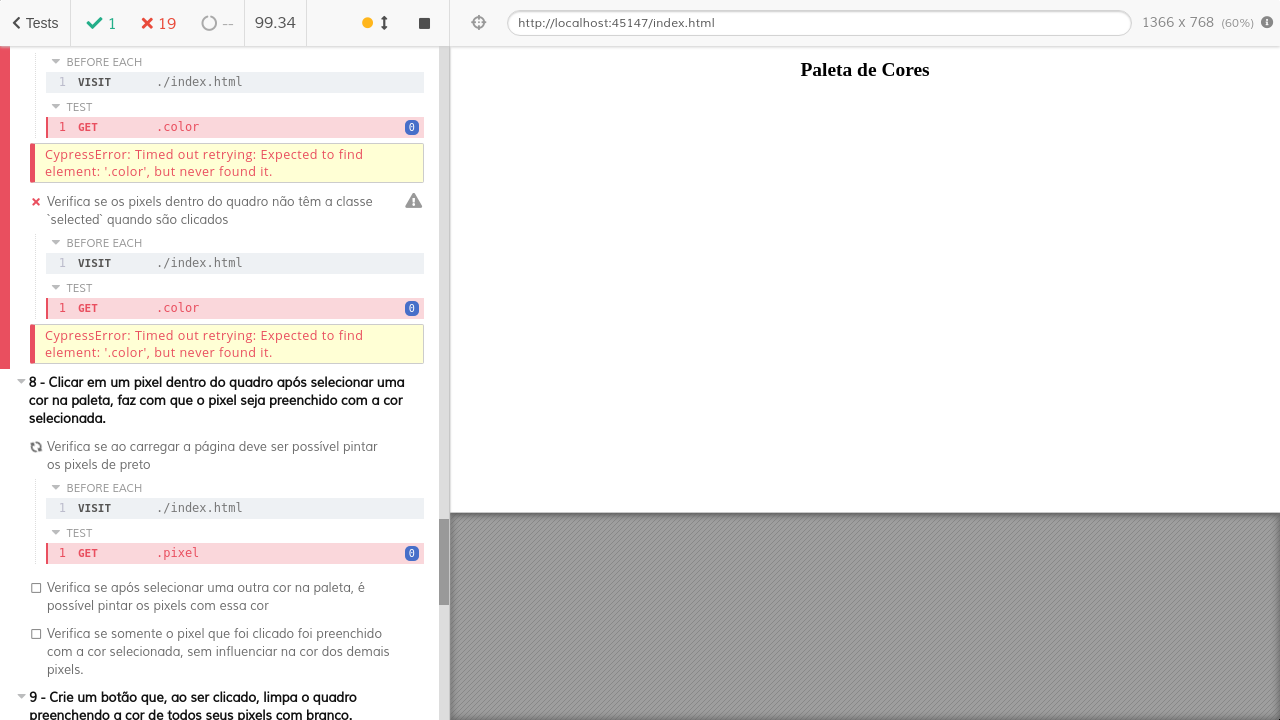 Tests
1
19
--
99.34
http://localhost:45147/index.html
1366 x 768 (60%)
BEFORE EACH
1 VISIT ./index.html
TEST
1 GET .color 0
CypressError: Timed out retrying: Expected to find
element: '.color', but never found it.
Verifica se os pixels dentro do quadro não têm a classe
`selected` quando são clicados
BEFORE EACH
1 VISIT ./index.html
TEST
1 GET .color 0
CypressError: Timed out retrying: Expected to find
element: '.color', but never found it.
8 - Clicar em um pixel dentro do quadro após selecionar uma
cor na paleta, faz com que o pixel seja preenchido com a cor
selecionada.
Verifica se ao carregar a página deve ser possível pintar
os pixels de preto
BEFORE EACH
1 VISIT ./index.html
TEST
1 GET .pixel 0
Verifica se após selecionar uma outra cor na paleta, é
possível pintar os pixels com essa cor
Verifica se somente o pixel que foi clicado foi preenchido
com a cor selecionada, sem influenciar na cor dos demais
pixels.
9 - Crie um botão que, ao ser clicado, limpa o quadro
preenchendo a cor de todos seus pixels com branco.
Paleta de Cores